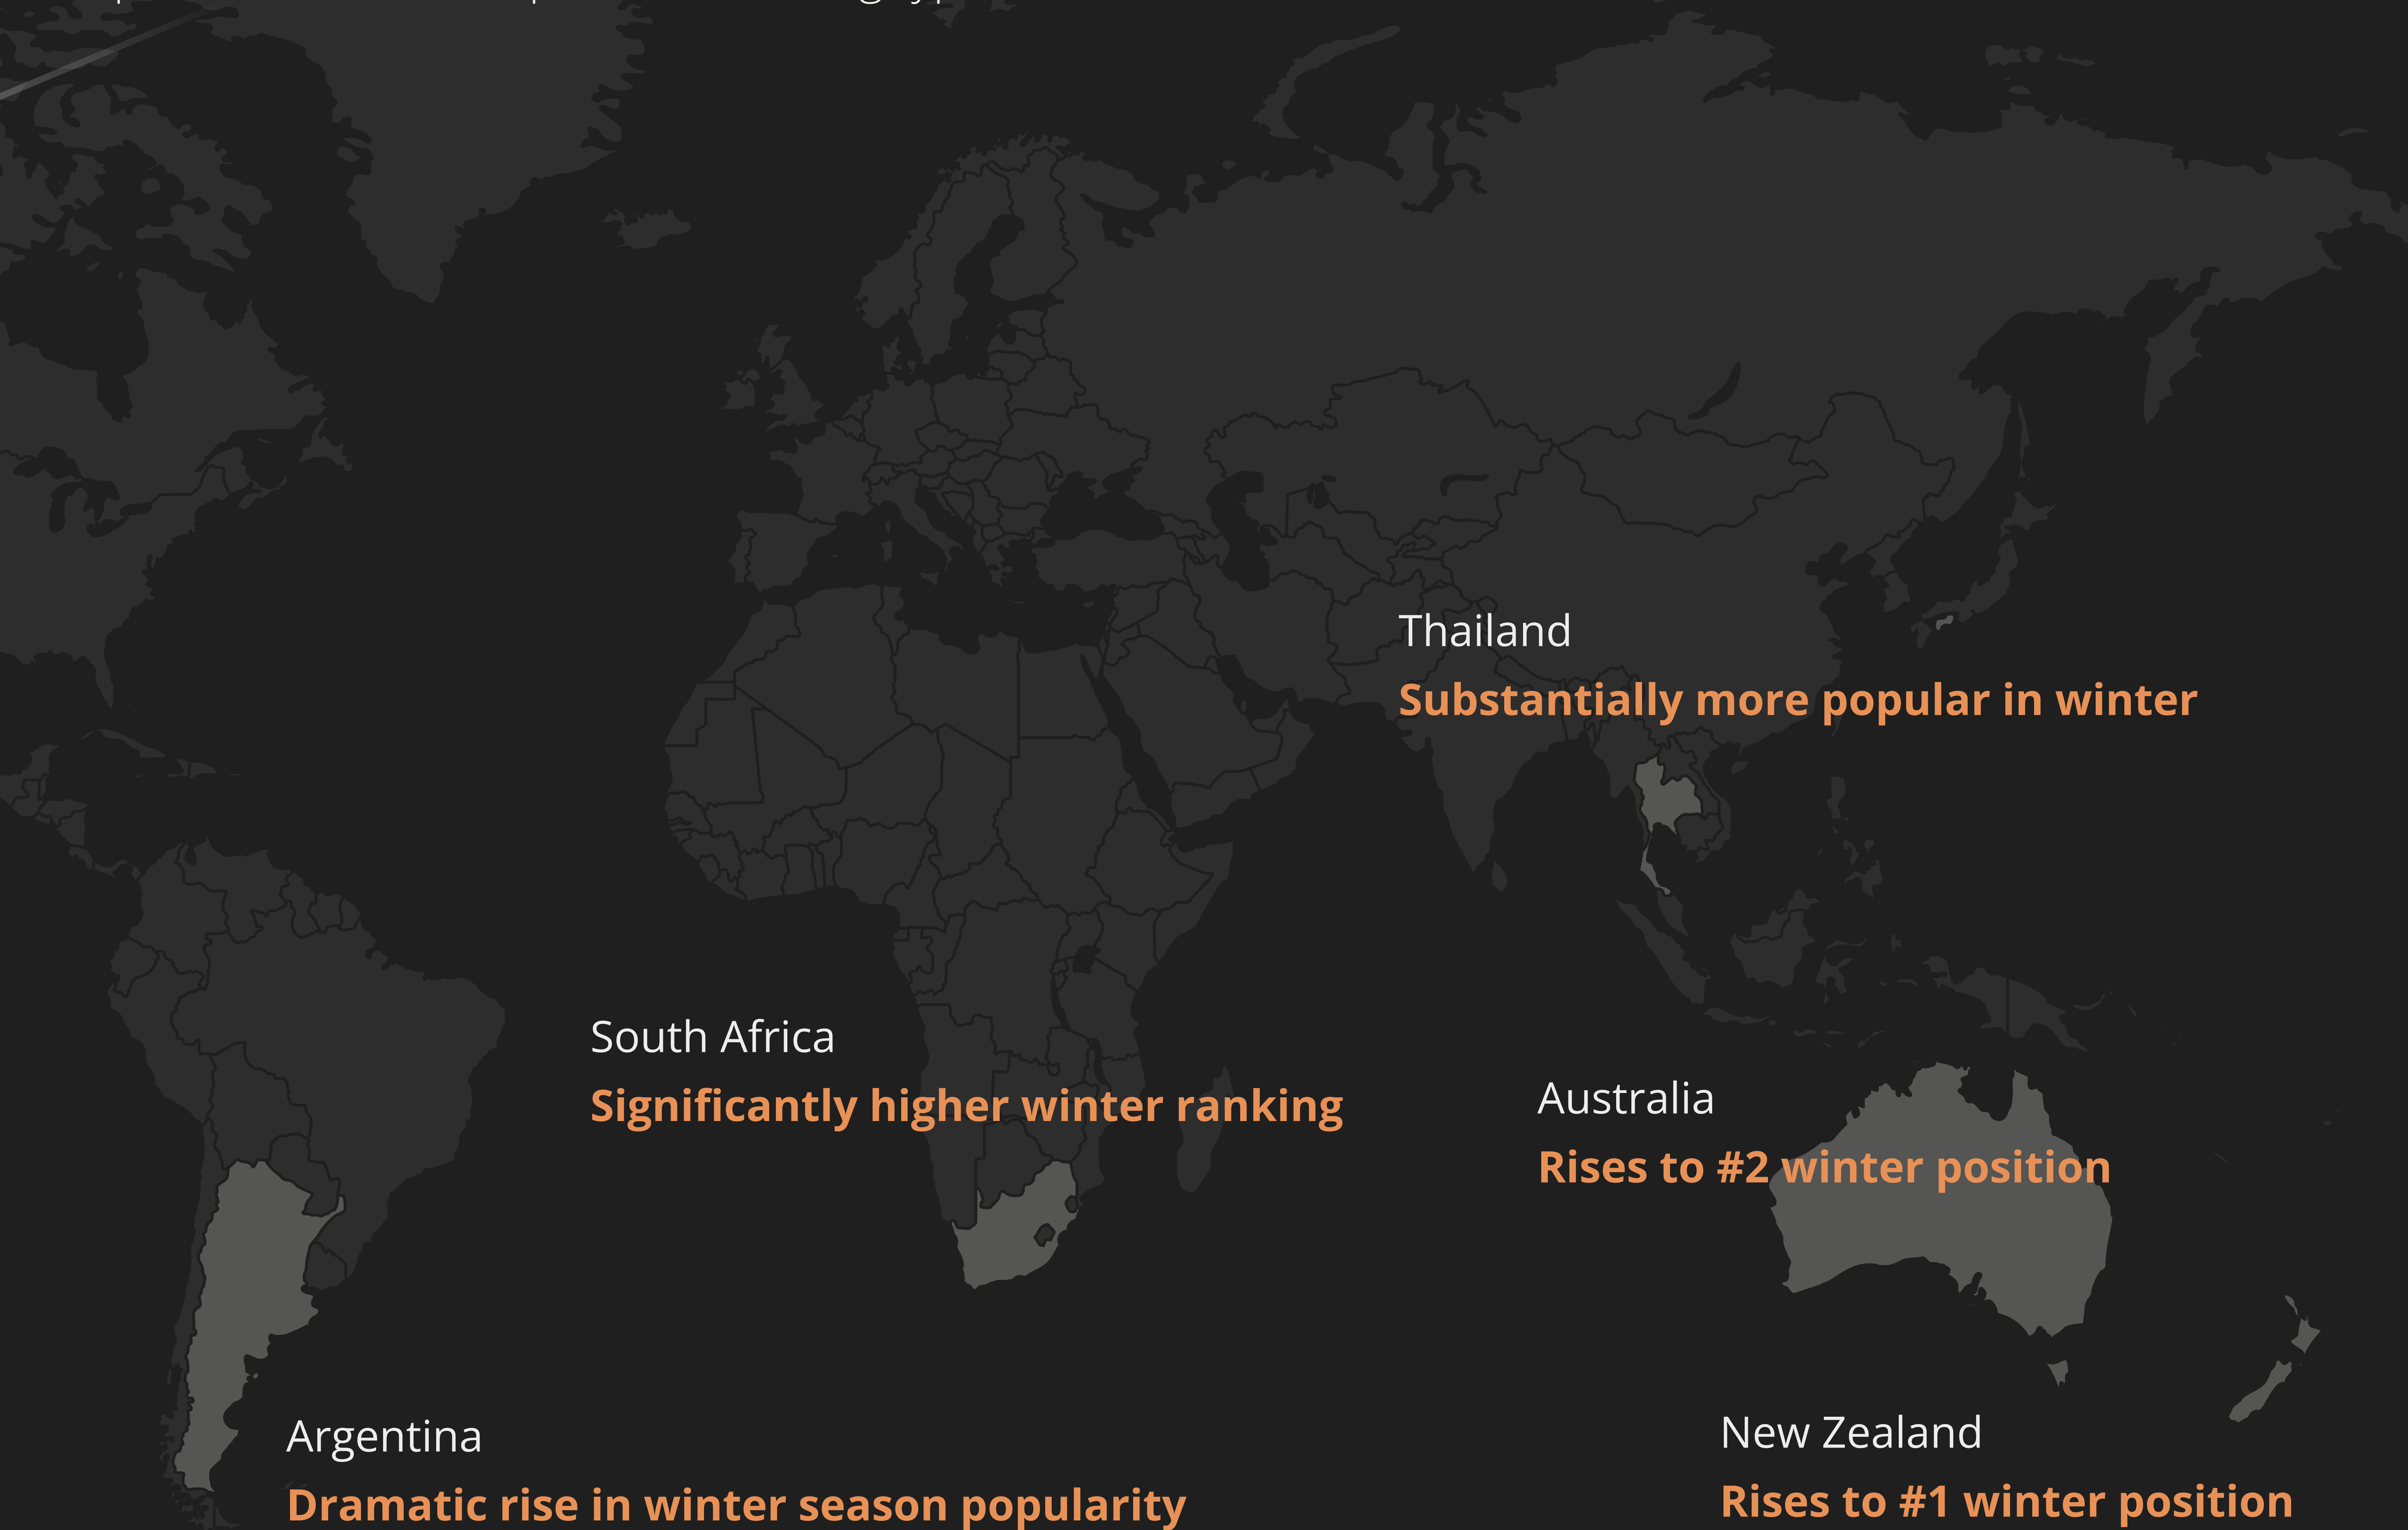 Thailand
Substantially more popular in winter
South Africa
Significantly higher winter ranking
Australia
Rises to #2 winter position
Argentina
Dramatic rise in winter season popularity
New Zealand
Rises to #1 winter position